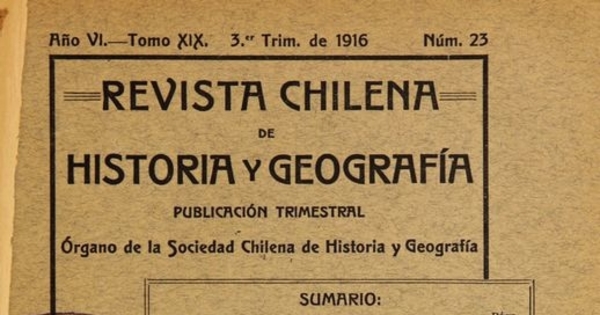 Año VI.—Tomo XIX. 3.er Trim. de 1916 Núm. 23
REVISTA CHILENA
DE
HISTORIA Y GEOGRAFÍA
PUBLICACIÓN TRIMESTRAL
Órgano de la Sociedad Chilena de Historia y Geografía
SUMARIO: